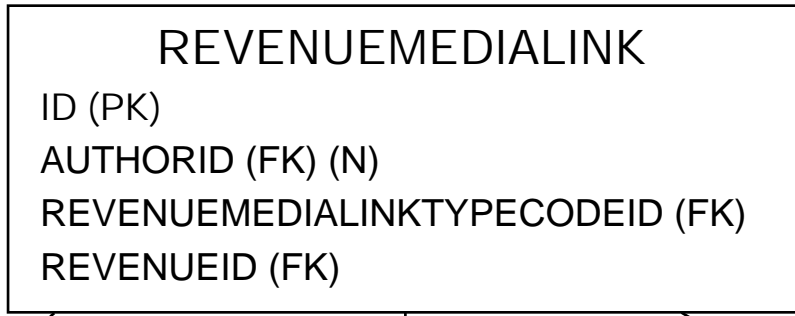 REVENUEMEDIALINK
ID (PK)
AUTHORID (FK) (N)
REVENUEMEDIALINKTYPECODEID (FK)
REVENUEID (FK)